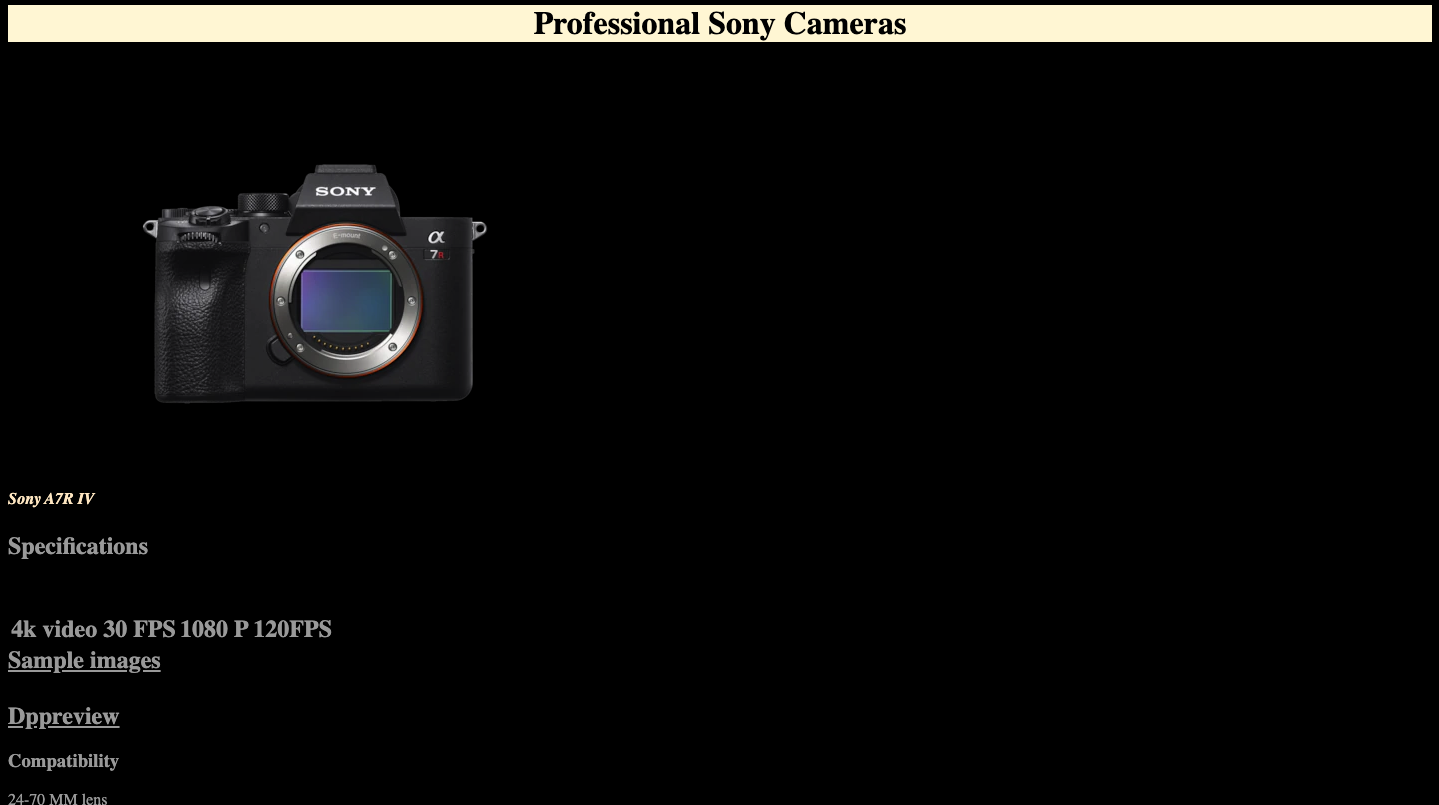 Professional Sony Cameras
SONY
E-mount
α
7R
Sony A7R IV
Specifications
4k video 30 FPS 1080 P 120FPS
Sample images
Dppreview
Compatibility
24-70 MM lens